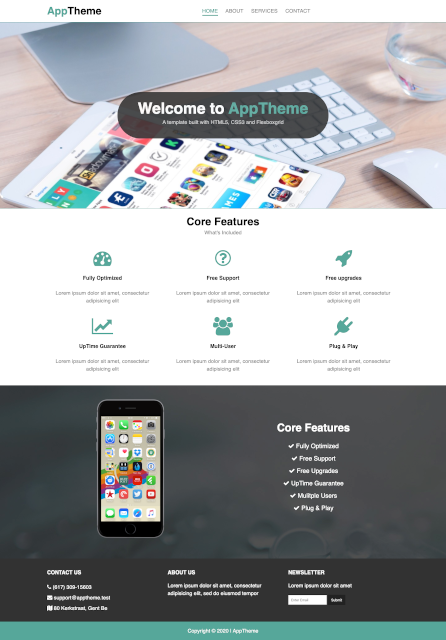 AppTheme
HOME ABOUT SERVICES CONTACT
Welcome to AppTheme
A template built with HTML5, CSS3 and Flexboxgrid
Core Features
What's Included
Fully Optimized
Free Support
Free upgrades
Lorem ipsum dolor sit amet, consectetur
adipisicing elit
Lorem ipsum dolor sit amet, consectetur
adipisicing elit
Lorem ipsum dolor sit amet, consectetur
adipisicing elit
UpTime Guarantee
Multi-User
Plug & Play
Lorem ipsum dolor sit amet, consectetur
adipisicing elit
Lorem ipsum dolor sit amet, consectetur
adipisicing elit
Lorem ipsum dolor sit amet, consectetur
adipisicing elit
Core Features
Fully Optimized
Free Support
Free Upgrades
UpTime Guarantee
Mulitple Users
Plug & Play
CONTACT US
(617) 309-15603
support@apptheme.test
80 Kerkstraat, Gent Be
ABOUT US
Lorem ipsum dolor sit amet, consectetur
adipisicing elit, sed do eiusmod tempor
NEWSLETTER
Lorem ipsum dolor sit amet
Enter Email
Submit
Copyright © 2020 | AppTheme